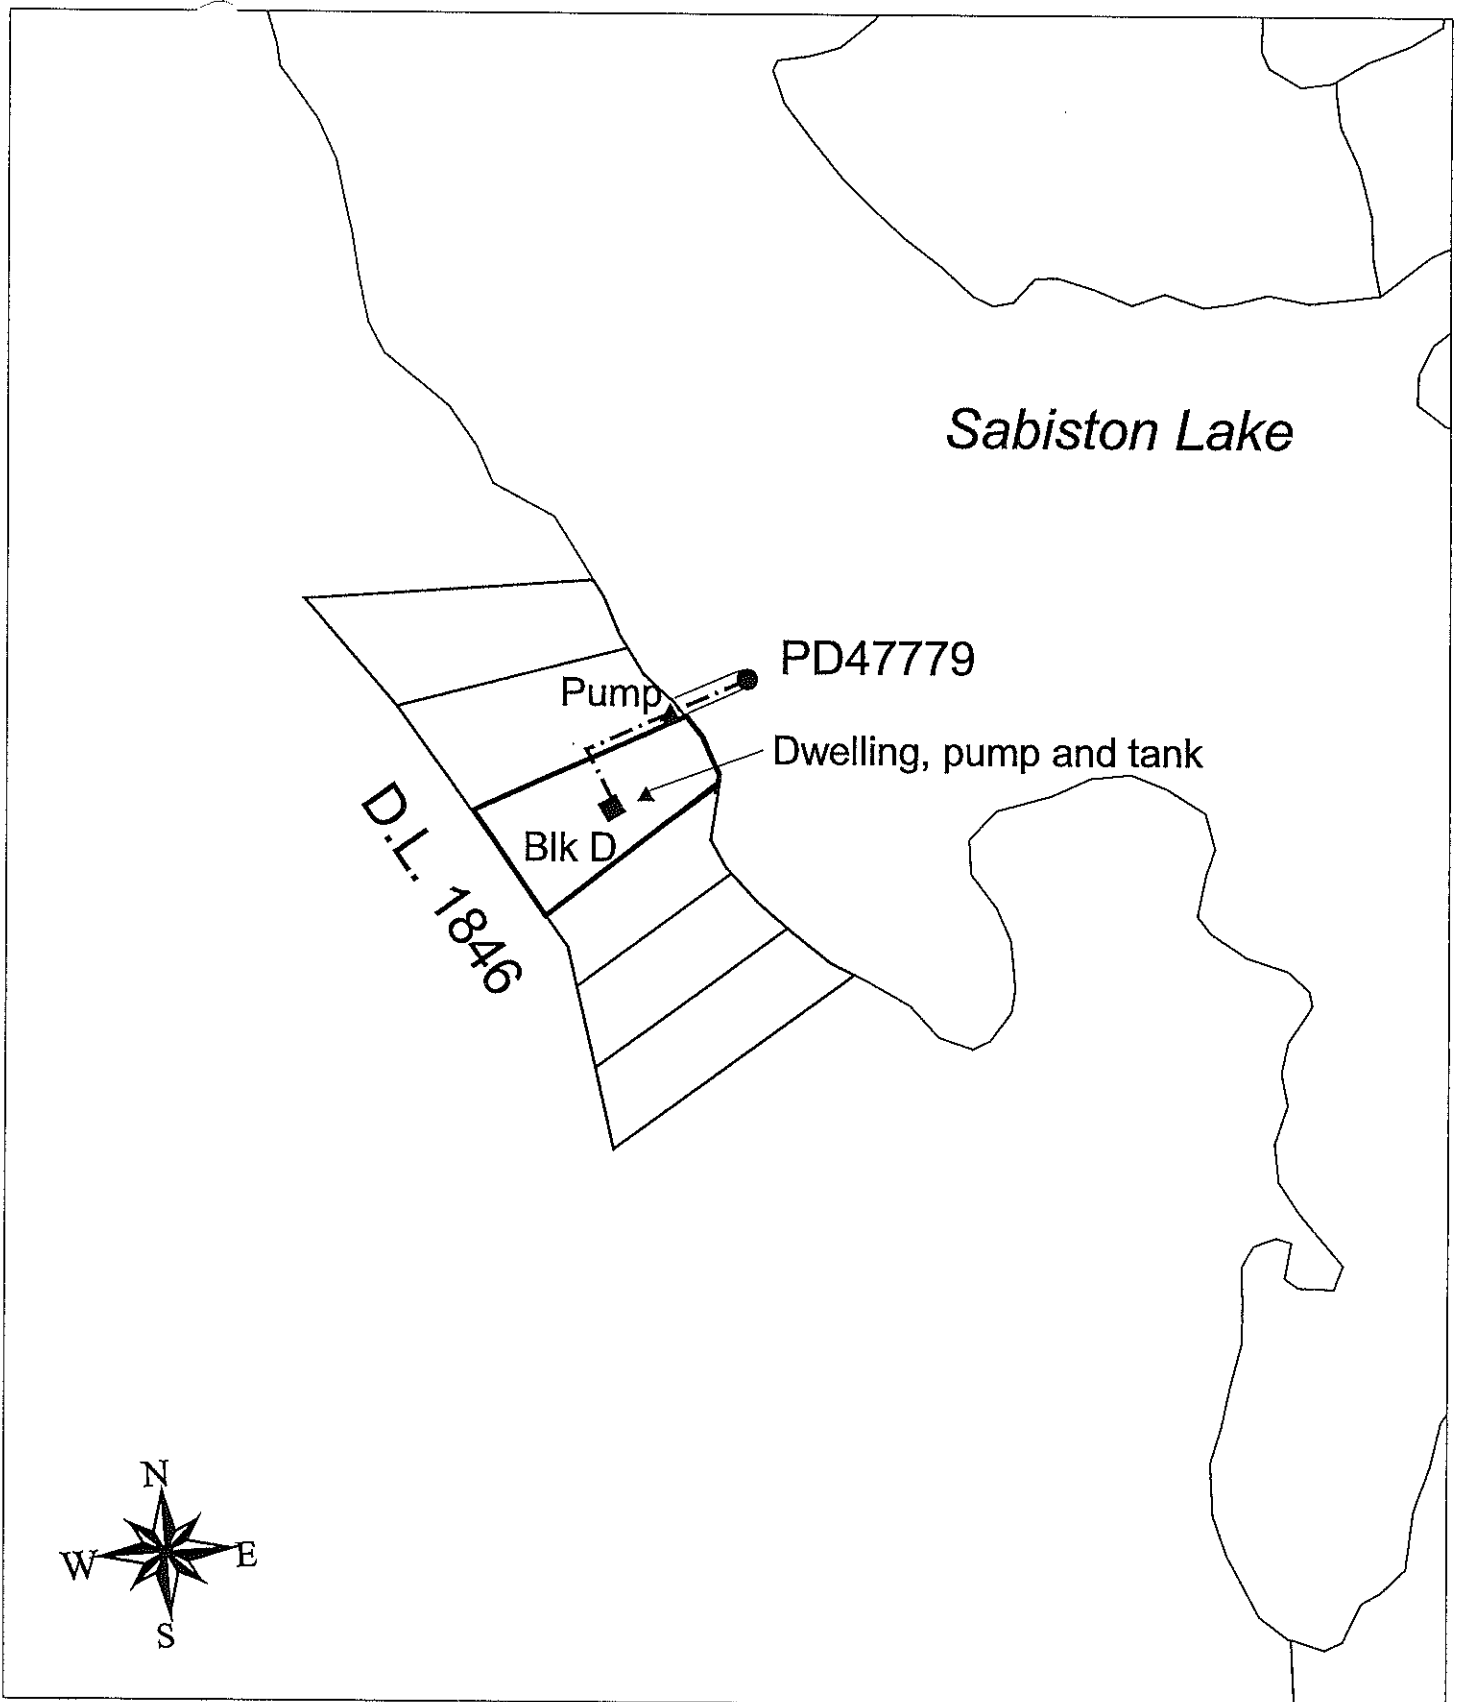 Sabiston Lake
PD47779
Pump
Dwelling, pump and tank
Blk D
D.L. 1846
N
W
E
S